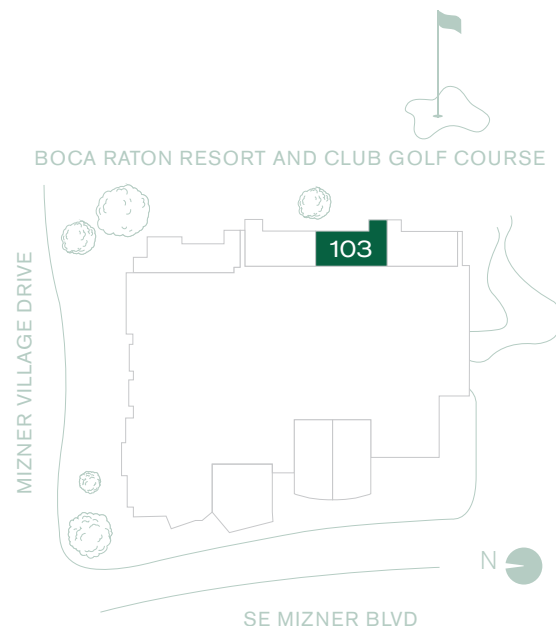 BOCA RATON RESORT AND CLUB GOLF COURSE
103
MIZNER VILLAGE DRIVE
N
SE MIZNER BLVD